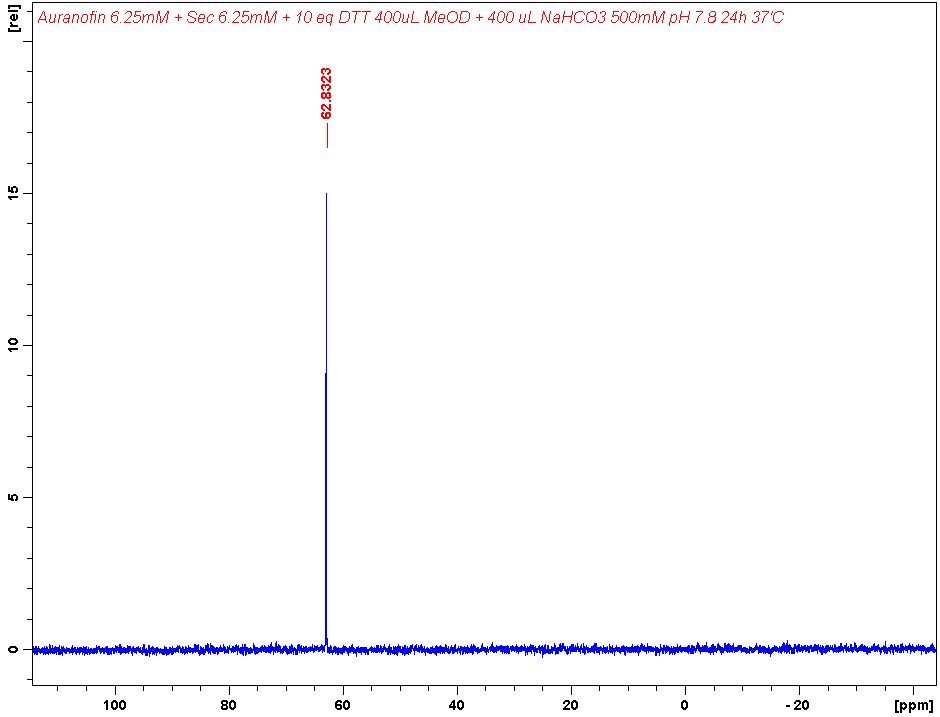 [rel]
Auranofin 6.25mM + Sec 6.25mM + 10 eq DTT 400uL MeOD + 400 uL NaHCO3 500mM pH 7.8 24h 37'C
62.8323
15
10
5
0
100 80 60 40 20 0 -20 [ppm]